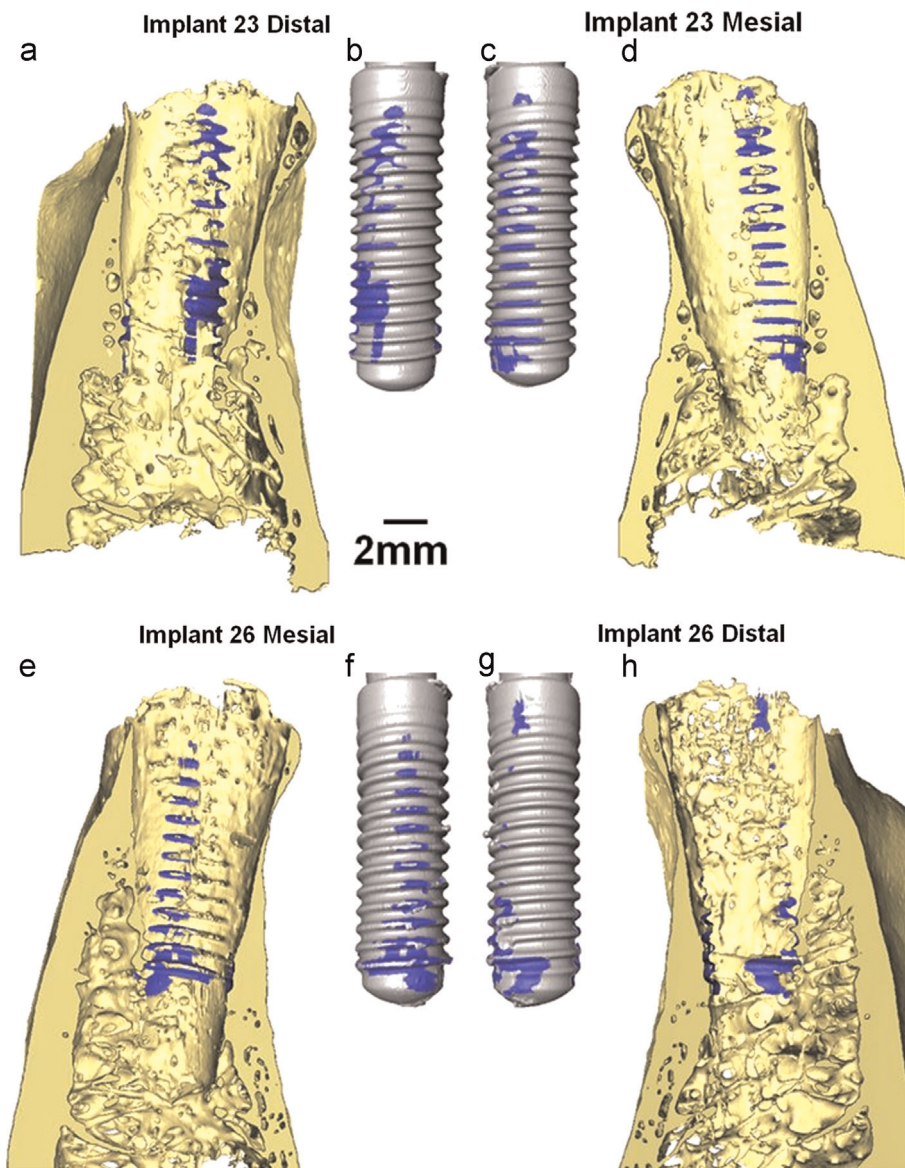 Implant 23 Distal
Implant 23 Mesial
a
b
c
d
2mm
Implant 26 Mesial
Implant 26 Distal
e
f
g
h